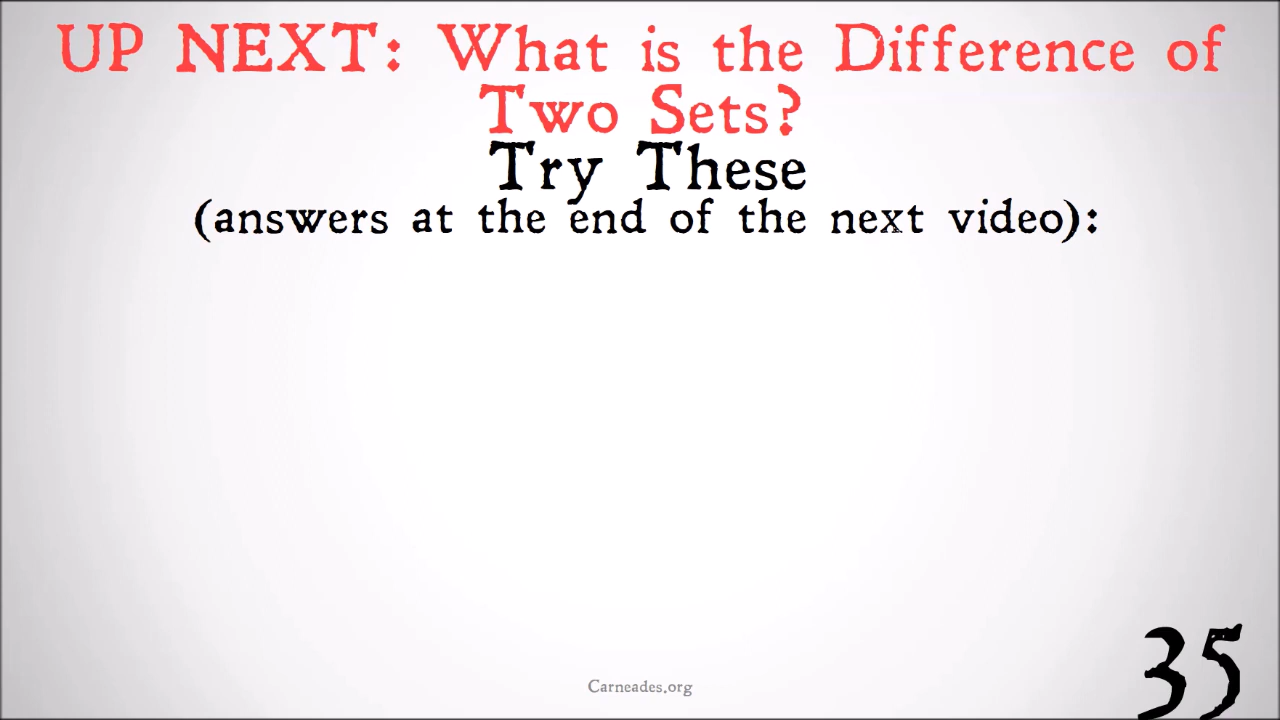 UP NEXT: What is the Difference of
Two Sets?
Try These
(answers at the end of the next video):
Carneades.org
35